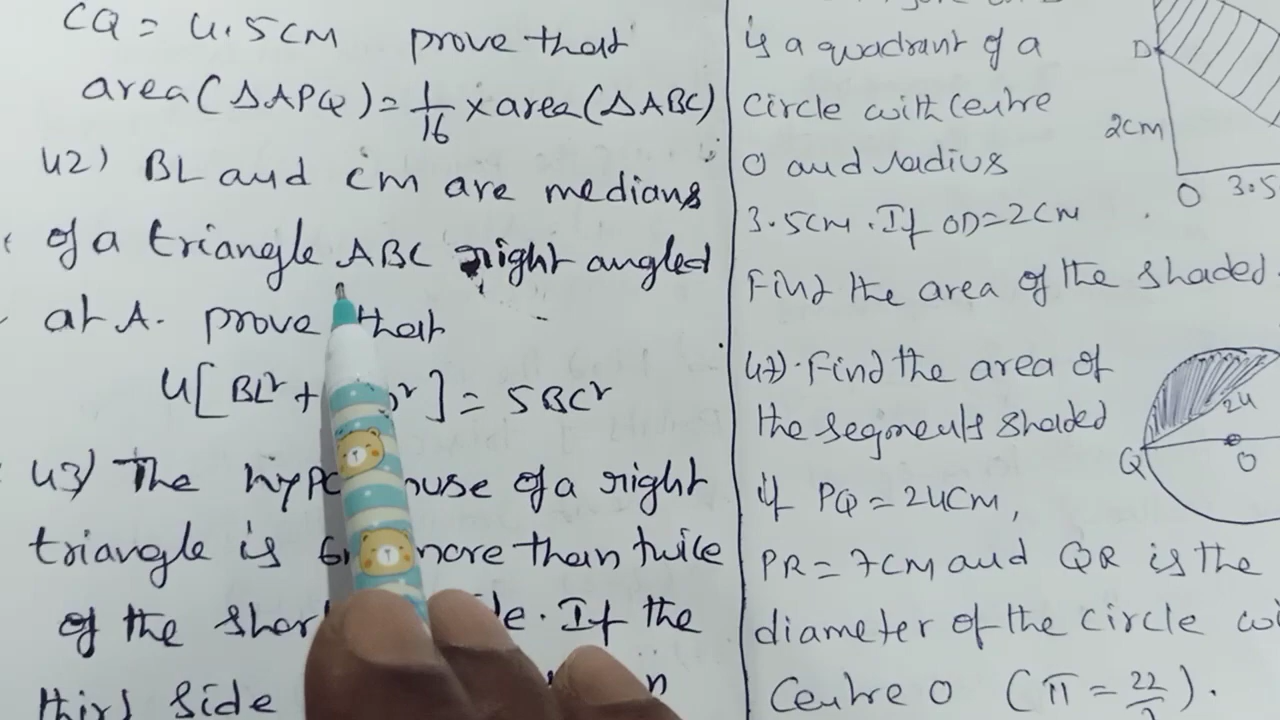 CQ = 4.5CM prove that
area(ΔAPQ) = 1/16 × area(ΔABC)
42) BL and CM are medians
of a triangle ABC right angled
at A. prove that
4[BL² + ²] = 5BC²
43) The
of a right
triangle is more than twice
of the If the
third side
is a quadrant of a
circle with centre
O and radius
3.5CM. If OD=2CM
Find the area of the shaded
D
2cm
O 3.5
47). Find the area of
the segments shaded
if PQ = 24CM,
PR = 7CM and QR is the
diameter of the circle
Centre O (π = 22/
24
Q
O